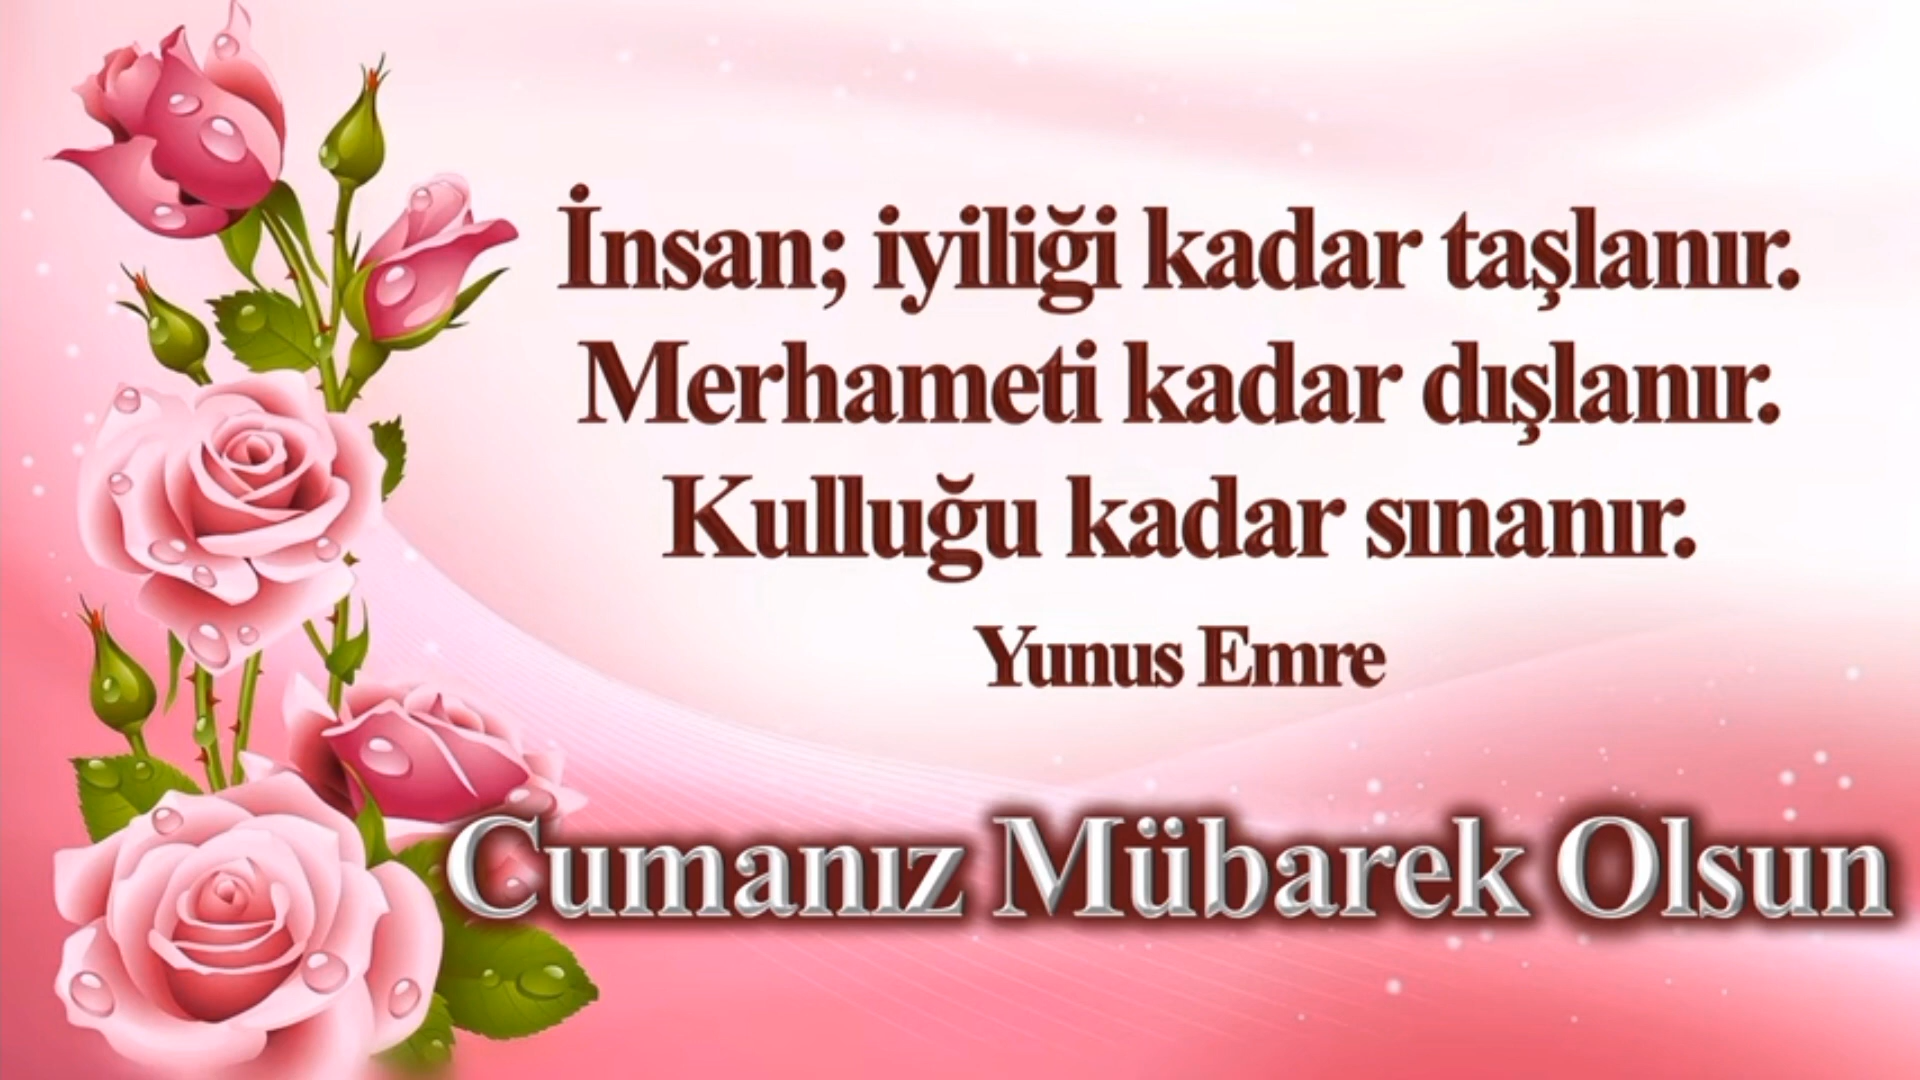 İnsan; iyiliği kadar taşlanır.
Merhameti kadar dışlanır.
Kulluğu kadar sınanır.
Yunus Emre
Cumanız Mübarek Olsun